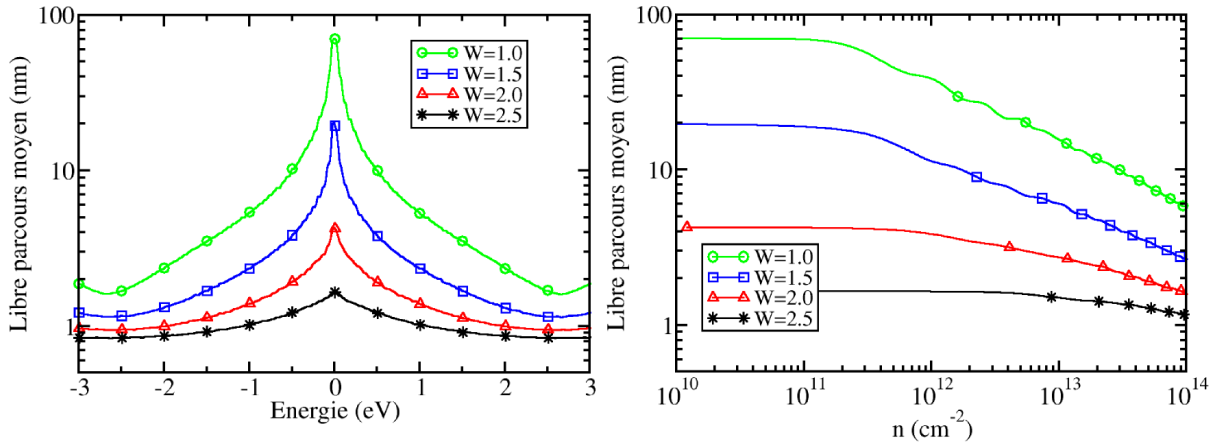 100
10
1
Libre parcours moyen (nm)
W=1.0
W=1.5
W=2.0
W=2.5
-3 -2 -1 0 1 2 3
Energie (eV)
100
10
1
Libre parcours moyen (nm)
W=1.0
W=1.5
W=2.0
W=2.5
10^10 10^11 10^12 10^13 10^14
n (cm^-2)